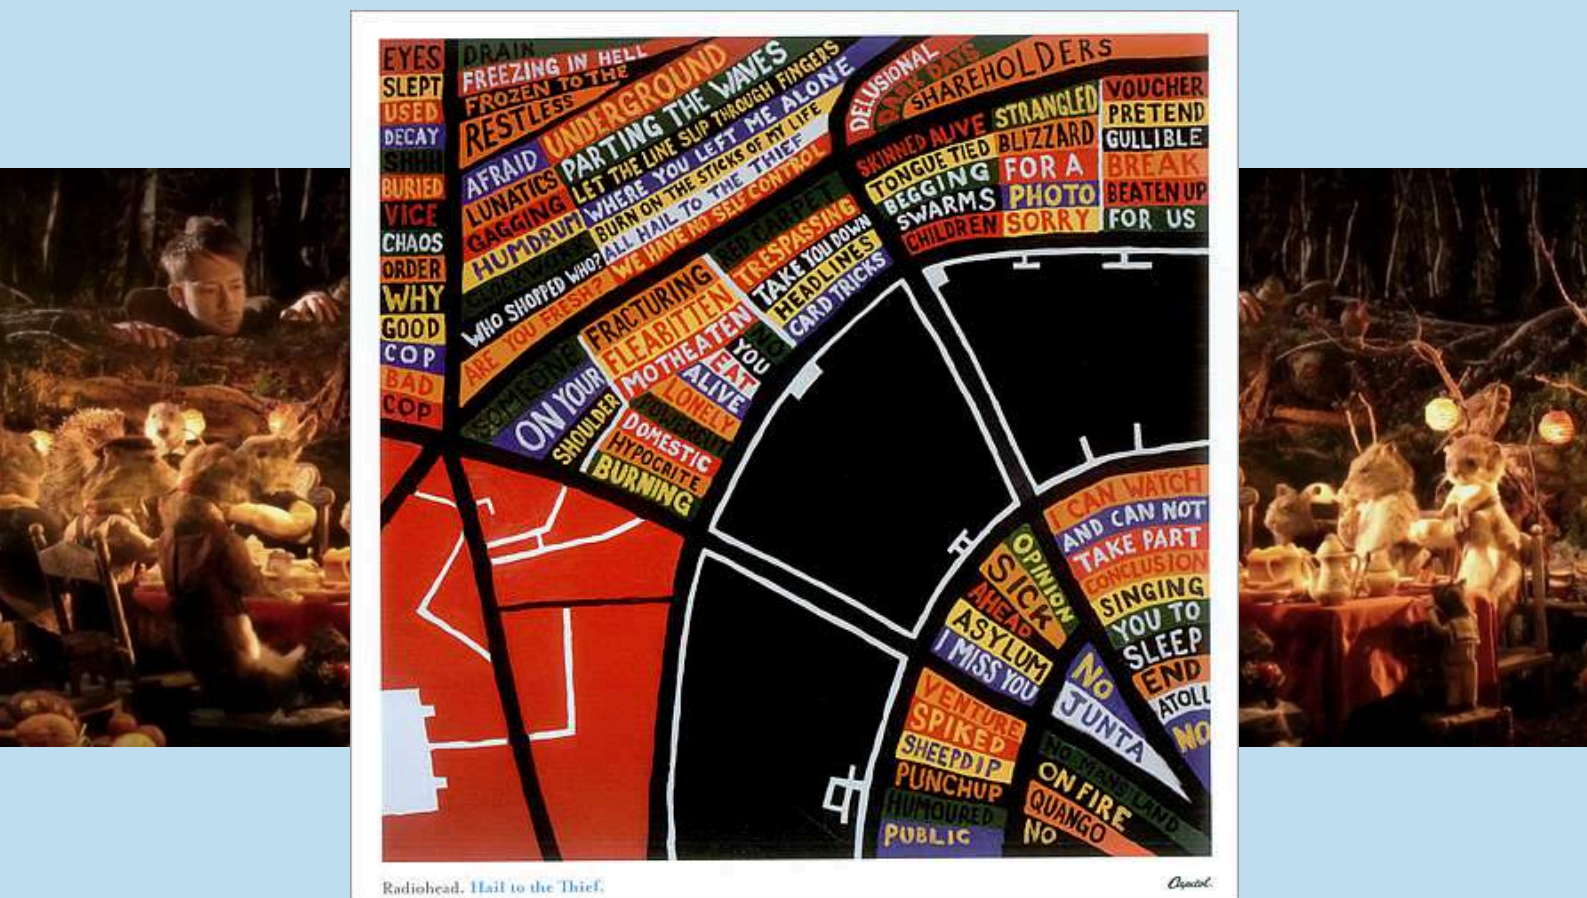 EYES
SLEPT
USED
DECAY
SHHH
BURIED
VICE
CHAOS
ORDER
WHY
GOOD
COP
BAD
COP
DRAIN
FREEZING IN HELL
FROZEN TO THE
RESTLESS
UNDERGROUND
AFRAID PARTING THE WAVES
LUNATICS LET THE LINE SLIP THROUGH FINGERS
GAGGING WHERE YOU LEFT ME ALONE
HUMDRUM BURN ON THE STICKS OF MY LIFE
CLOCKWORK ALL HAIL TO THE THIEF
WHO SHOPPED WHO? WE HAVE NO SELF CONTROL
ARE YOU FRESH?
DELUSIONAL
DARK DAYS
SHAREHOLDERS
SKINNED ALIVE
TONGUE TIED
BEGGING
SWARMS
CHILDREN
STRANGLED
BLIZZARD
FOR A
PHOTO
SORRY
VOUCHER
PRETEND
GULLIBLE
BREAK
BEATEN UP
FOR US
RED CARPET
TRESPASSING
TAKE YOU DOWN
HEADLINES
CARD TRICKS
FRACTURING
FLEABITTEN
MOTHEATEN
NO
YOU
EAT
ALIVE
LONELY
DOMESTIC
HYPOCRITE
BURNING
SOMEONE
ON YOUR
SHOULDER
I CAN WATCH
AND CAN NOT
TAKE PART
CONCLUSION
SINGING
YOU TO
SLEEP
END
ATOLL
NO
OPINION
SICK
AHEAD
ASYLUM
I MISS YOU
NO
JUNTA
VENTURE
SPIKED
SHEEPDIP
PUNCHUP
HUMOURED
PUBLIC
NO MANS LAND
ON FIRE
QUANGO
NO
Radiohead. Hail to the Thief.
Capitol.